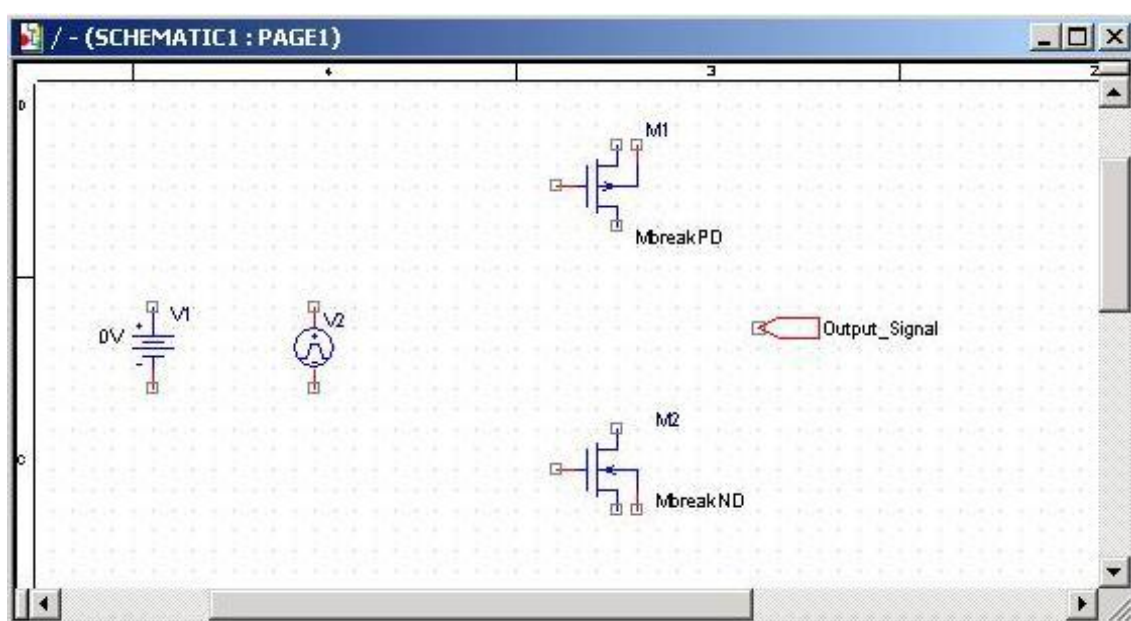 / - (SCHEMATIC1 : PAGE1)
4 3 2
D
M1
MbreakPD
V1
0V
V2
Output_Signal
M2
C
MbreakND